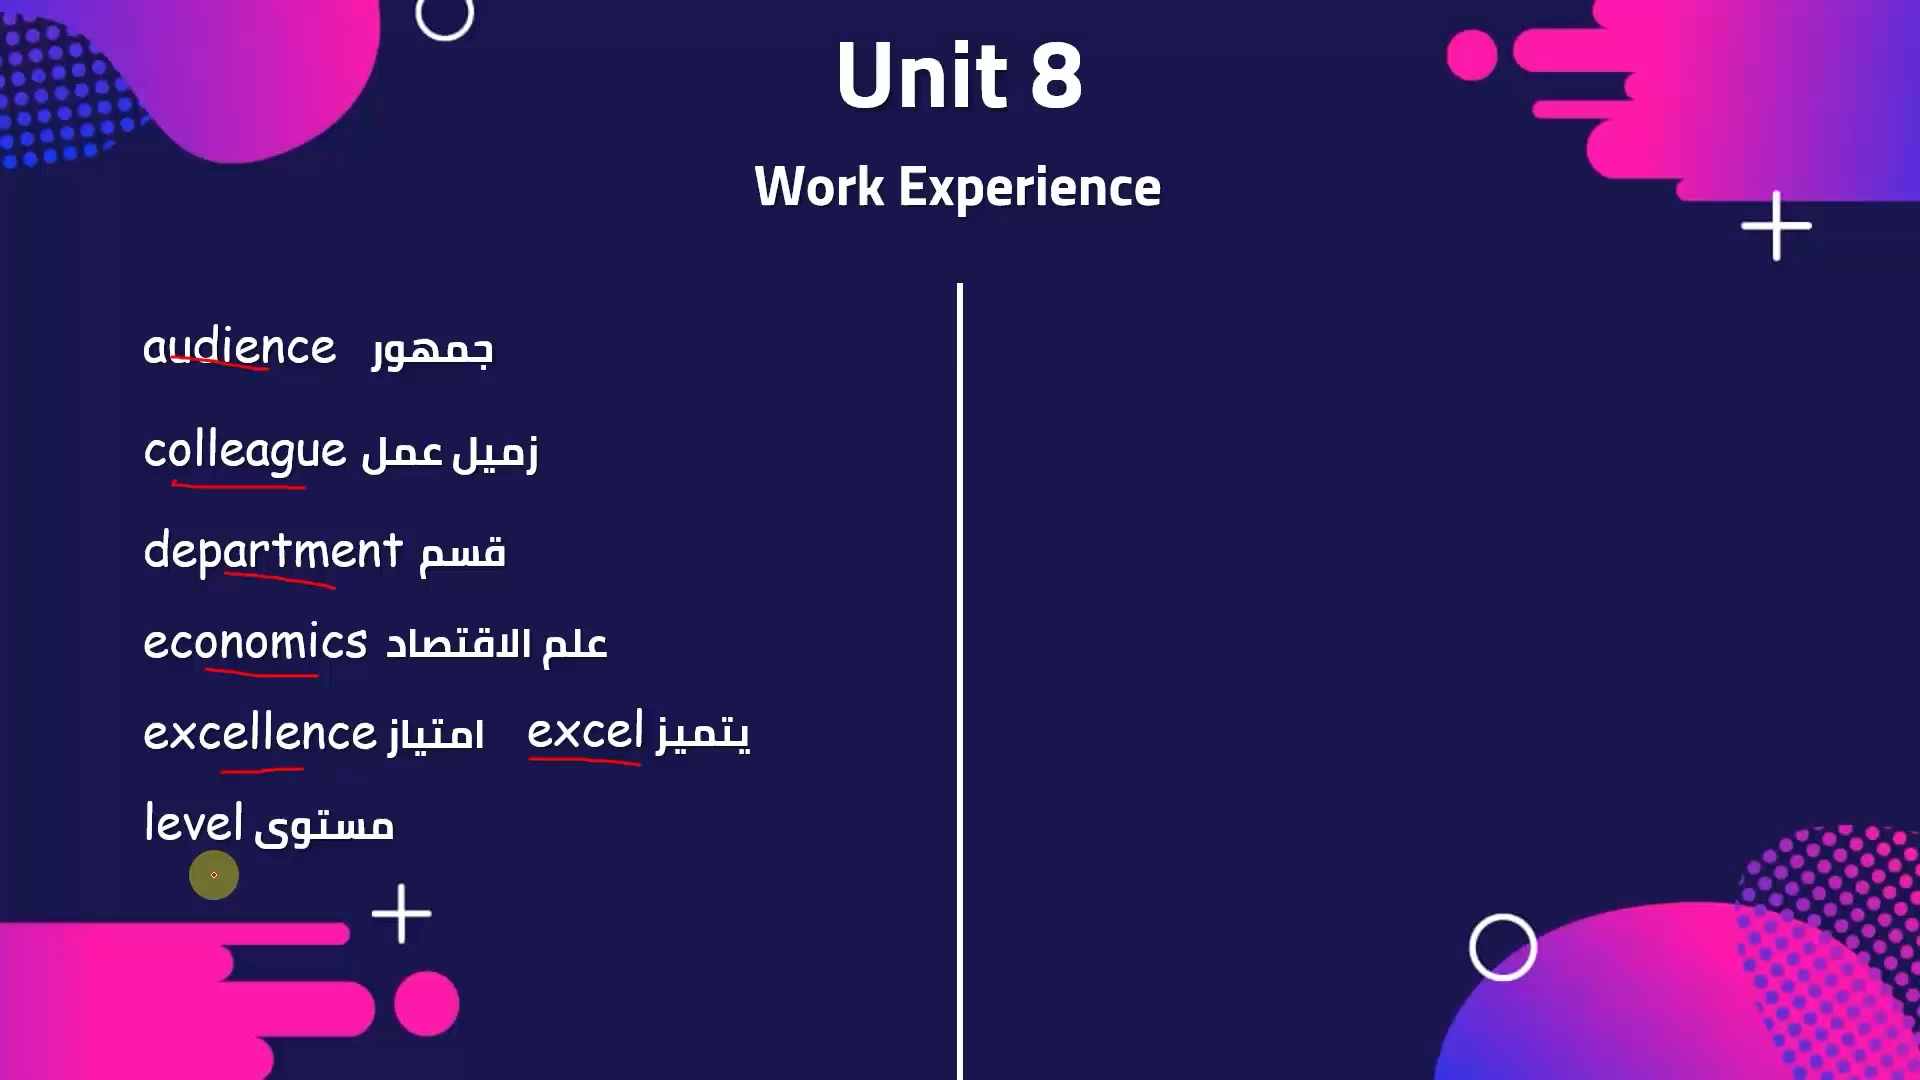 Unit 8
Work Experience
audience جمهور
colleague زميل عمل
department قسم
economics علم الاقتصاد
excellence امتياز excel يتميز
level مستوى